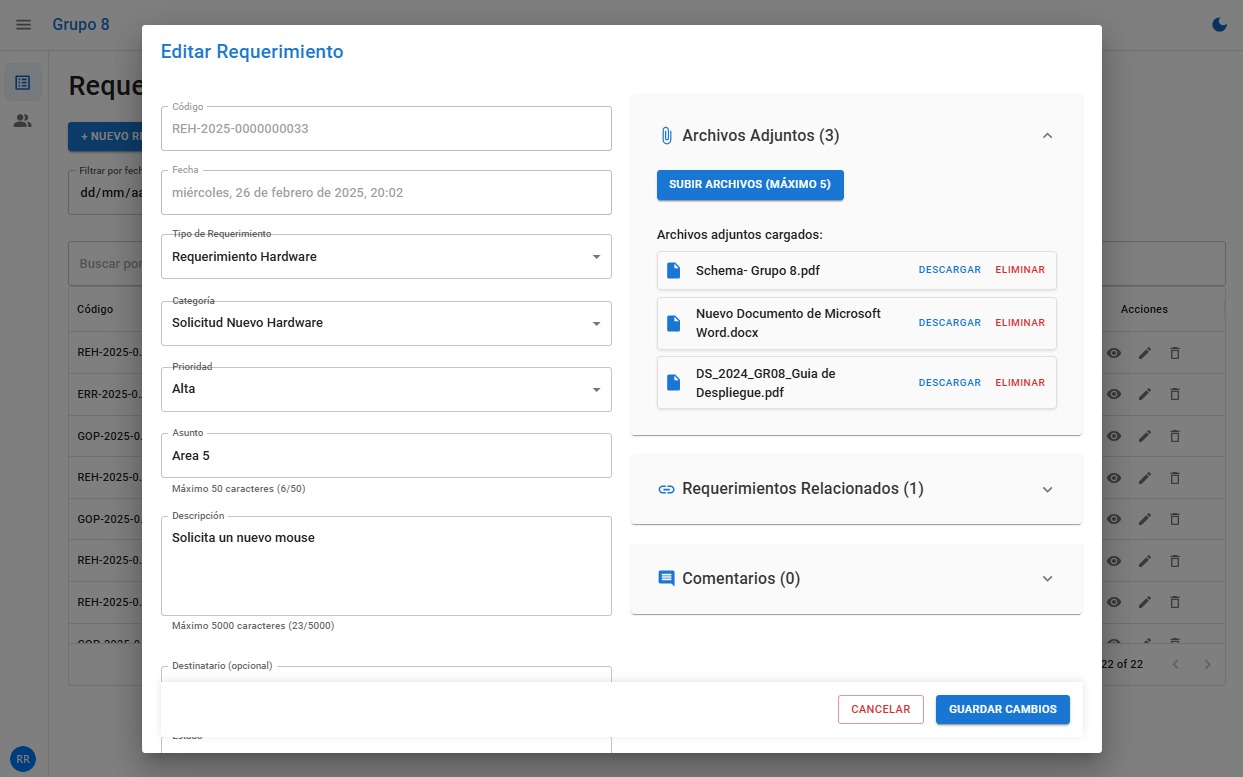 Grupo 8
Editar Requerimiento
Reque
+ NUEVO RE
Filtrar por fech
dd/mm/aa
Buscar por
Código
REH-2025-0.
ERR-2025-0.
GOP-2025-0.
REH-2025-0.
GOP-2025-0.
REH-2025-0.
REH-2025-0.
GOP-2025-0.
RR
Código
REH-2025-0000000033
Fecha
miércoles, 26 de febrero de 2025, 20:02
Tipo de Requerimiento
Requerimiento Hardware
Categoría
Solicitud Nuevo Hardware
Prioridad
Alta
Asunto
Area 5
Máximo 50 caracteres (6/50)
Descripción
Solicita un nuevo mouse
Máximo 5000 caracteres (23/5000)
Destinatario (opcional)
Estado
Archivos Adjuntos (3)
SUBIR ARCHIVOS (MÁXIMO 5)
Archivos adjuntos cargados:
Schema- Grupo 8.pdf
DESCARGAR ELIMINAR
Nuevo Documento de Microsoft
Word.docx
DESCARGAR ELIMINAR
DS_2024_GR08_Guia de
Despliegue.pdf
DESCARGAR ELIMINAR
Requerimientos Relacionados (1)
Comentarios (0)
CANCELAR
GUARDAR CAMBIOS
Acciones
22 of 22